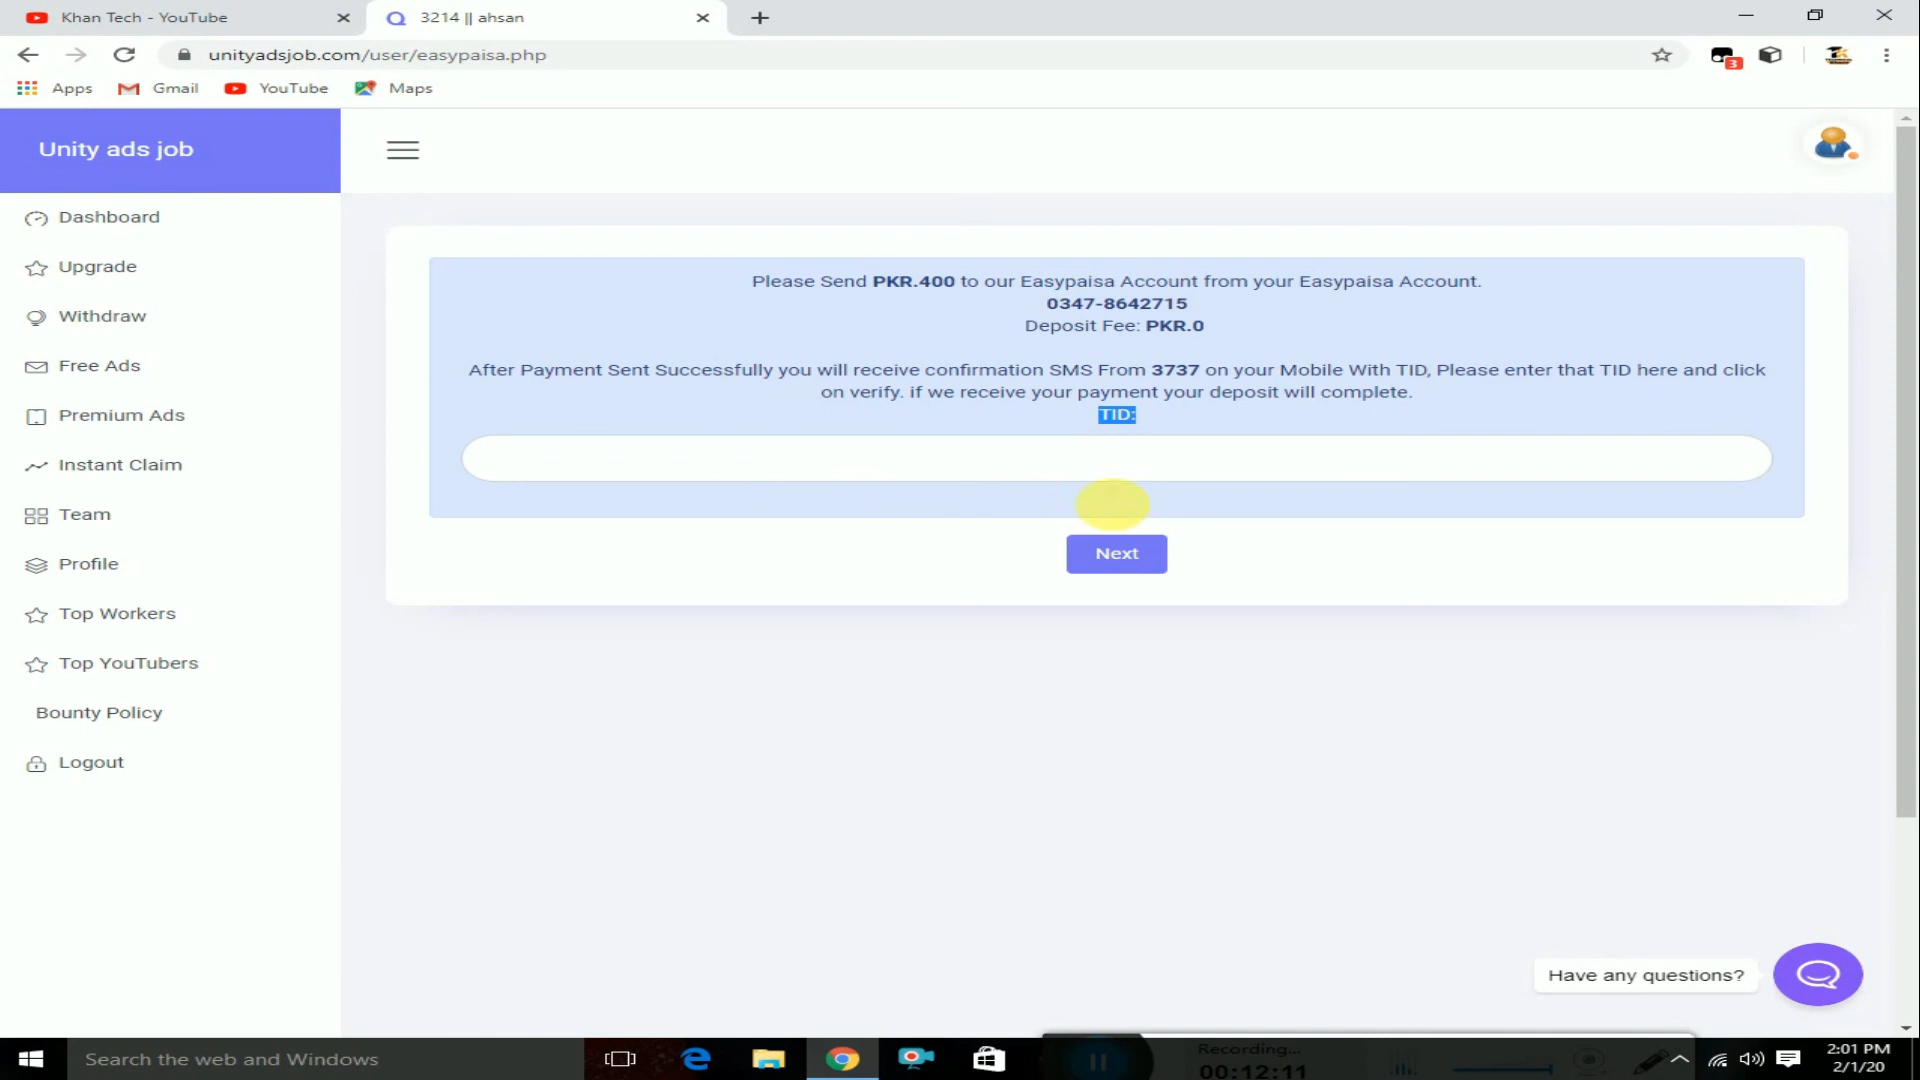 Khan Tech - YouTube
3214 || ahsan
unityadsjob.com/user/easypaisa.php
3
Apps
Gmail
YouTube
Maps
Unity ads job
Dashboard
Upgrade
Withdraw
Free Ads
Premium Ads
Instant Claim
Team
Profile
Top Workers
Top YouTubers
Bounty Policy
Logout
Please Send PKR.400 to our Easypaisa Account from your Easypaisa Account.
0347-8642715
Deposit Fee: PKR.0
After Payment Sent Successfully you will receive confirmation SMS From 3737 on your Mobile With TID, Please enter that TID here and click
on verify. if we receive your payment your deposit will complete.
TID:
Next
Have any questions?
Search the web and Windows
Recording...
00:12:11
2:01 PM
2/1/20